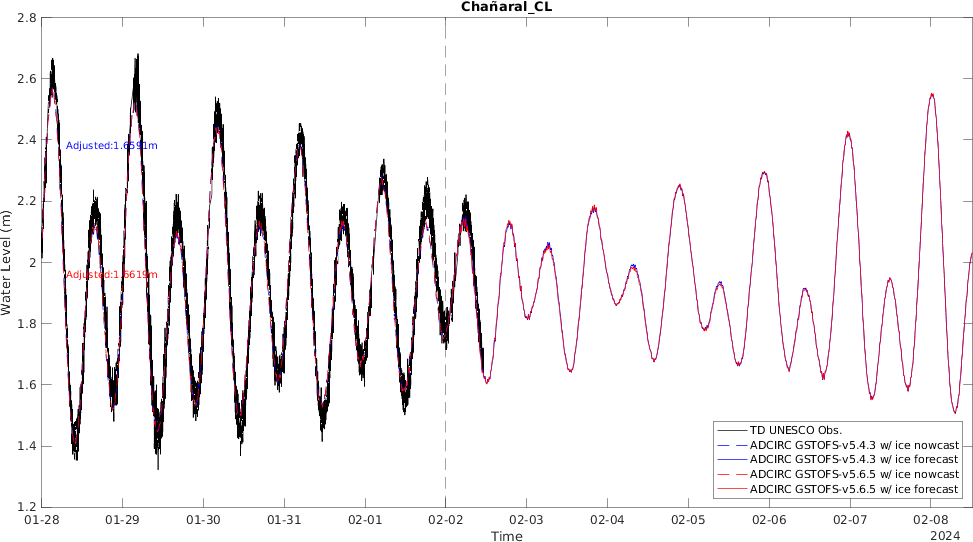 Chañaral_CL
2.8
2.6
2.4
2.2
2
1.8
1.6
1.4
1.2
Water Level (m)
Adjusted:1.6591m
Adjusted:1.6619m
TD UNESCO Obs.
ADCIRC GSTOFS-v5.4.3 w/ ice nowcast
ADCIRC GSTOFS-v5.4.3 w/ ice forecast
ADCIRC GSTOFS-v5.6.5 w/ ice nowcast
ADCIRC GSTOFS-v5.6.5 w/ ice forecast
01-28 01-29 01-30 01-31 02-01 02-02 02-03 02-04 02-05 02-06 02-07 02-08
2024
Time